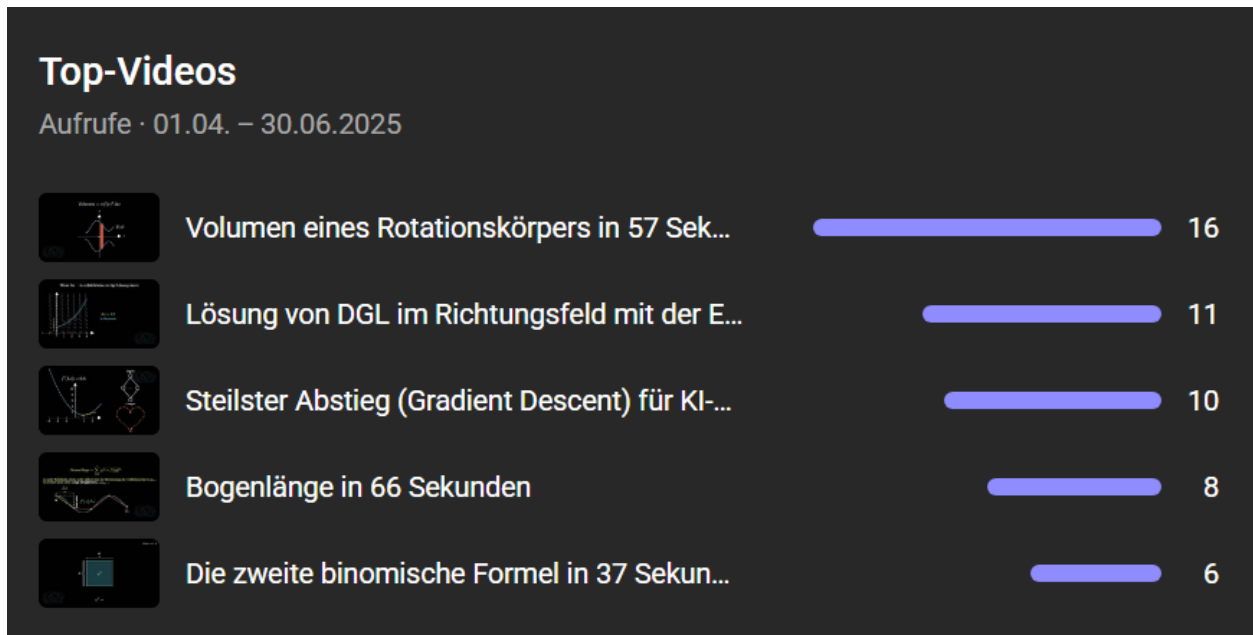 Top-Videos
Aufrufe · 01.04. – 30.06.2025
Volumen eines Rotationskörpers in 57 Sek... 16
Lösung von DGL im Richtungsfeld mit der E... 11
Steilster Abstieg (Gradient Descent) für KI-... 10
Bogenlänge in 66 Sekunden 8
Die zweite binomische Formel in 37 Sekun... 6